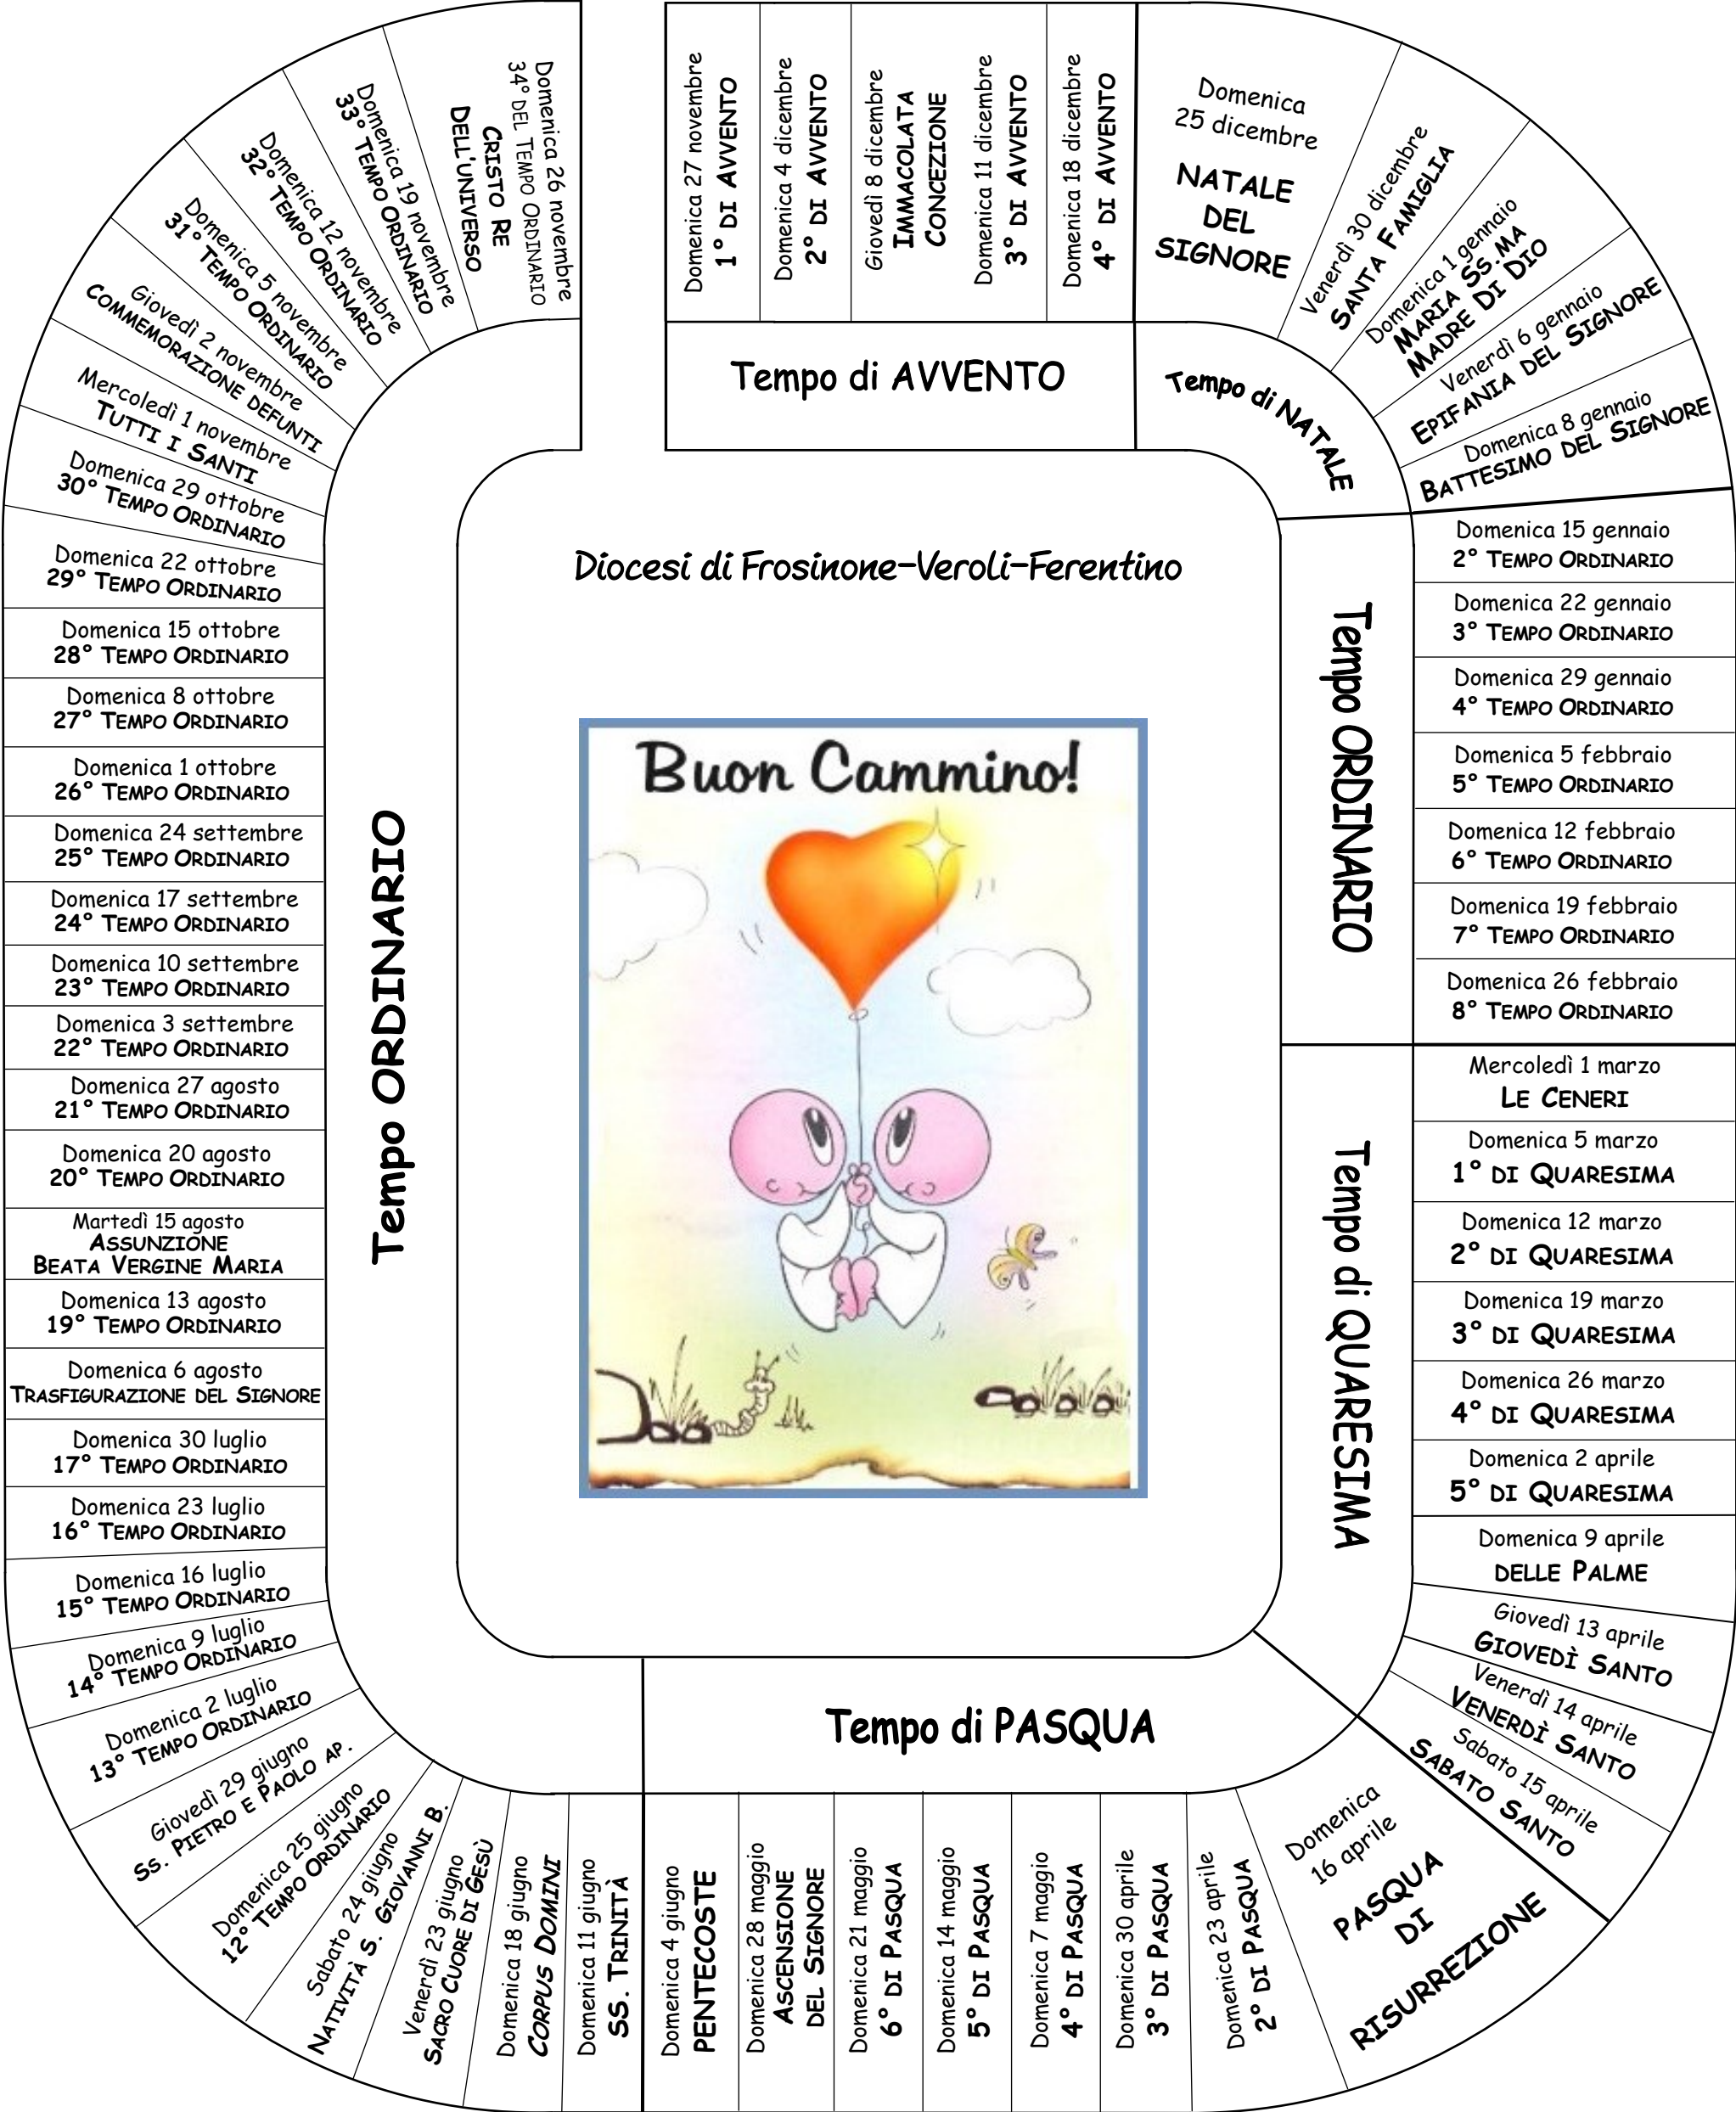 Domenica 27 novembre
1° DI AVVENTO
Domenica 4 dicembre
2° DI AVVENTO
Giovedì 8 dicembre
IMMACOLATA
CONCEZIONE
Domenica 11 dicembre
3° DI AVVENTO
Domenica 18 dicembre
4° DI AVVENTO
Tempo di AVVENTO
Domenica
25 dicembre
NATALE
DEL
SIGNORE
Venerdì 30 dicembre
SANTA FAMIGLIA
Domenica 1 gennaio
MARIA SS.MA
MADRE DI DIO
Venerdì 6 gennaio
EPIFANIA DEL SIGNORE
Domenica 8 gennaio
BATTESIMO DEL SIGNORE
Tempo di NATALE
Domenica 15 gennaio
2° TEMPO ORDINARIO
Domenica 22 gennaio
3° TEMPO ORDINARIO
Domenica 29 gennaio
4° TEMPO ORDINARIO
Domenica 5 febbraio
5° TEMPO ORDINARIO
Domenica 12 febbraio
6° TEMPO ORDINARIO
Domenica 19 febbraio
7° TEMPO ORDINARIO
Domenica 26 febbraio
8° TEMPO ORDINARIO
Tempo ORDINARIO
Mercoledì 1 marzo
LE CENERI
Domenica 5 marzo
1° DI QUARESIMA
Domenica 12 marzo
2° DI QUARESIMA
Domenica 19 marzo
3° DI QUARESIMA
Domenica 26 marzo
4° DI QUARESIMA
Domenica 2 aprile
5° DI QUARESIMA
Domenica 9 aprile
DELLE PALME
Giovedì 13 aprile
GIOVEDÌ SANTO
Venerdì 14 aprile
VENERDÌ SANTO
Sabato 15 aprile
SABATO SANTO
Tempo di QUARESIMA
Domenica
16 aprile
PASQUA
DI
RISURREZIONE
Domenica 23 aprile
2° DI PASQUA
Domenica 30 aprile
3° DI PASQUA
Domenica 7 maggio
4° DI PASQUA
Domenica 14 maggio
5° DI PASQUA
Domenica 21 maggio
6° DI PASQUA
Domenica 28 maggio
ASCENSIONE
DEL SIGNORE
Domenica 4 giugno
PENTECOSTE
Tempo di PASQUA
Domenica 11 giugno
SS. TRINITÀ
Domenica 18 giugno
CORPUS DOMINI
Venerdì 23 giugno
SACRO CUORE DI GESÙ
Sabato 24 giugno
NATIVITÀ S. GIOVANNI B.
Domenica 25 giugno
12° TEMPO ORDINARIO
Giovedì 29 giugno
SS. PIETRO E PAOLO AP.
Domenica 2 luglio
13° TEMPO ORDINARIO
Domenica 9 luglio
14° TEMPO ORDINARIO
Domenica 16 luglio
15° TEMPO ORDINARIO
Domenica 23 luglio
16° TEMPO ORDINARIO
Domenica 30 luglio
17° TEMPO ORDINARIO
Domenica 6 agosto
TRASFIGURAZIONE DEL SIGNORE
Domenica 13 agosto
19° TEMPO ORDINARIO
Martedì 15 agosto
ASSUNZIONE
BEATA VERGINE MARIA
Domenica 20 agosto
20° TEMPO ORDINARIO
Domenica 27 agosto
21° TEMPO ORDINARIO
Domenica 3 settembre
22° TEMPO ORDINARIO
Domenica 10 settembre
23° TEMPO ORDINARIO
Domenica 17 settembre
24° TEMPO ORDINARIO
Domenica 24 settembre
25° TEMPO ORDINARIO
Domenica 1 ottobre
26° TEMPO ORDINARIO
Domenica 8 ottobre
27° TEMPO ORDINARIO
Domenica 15 ottobre
28° TEMPO ORDINARIO
Domenica 22 ottobre
29° TEMPO ORDINARIO
Domenica 29 ottobre
30° TEMPO ORDINARIO
Mercoledì 1 novembre
TUTTI I SANTI
Giovedì 2 novembre
COMMEMORAZIONE DEFUNTI
Domenica 5 novembre
31° TEMPO ORDINARIO
Domenica 12 novembre
32° TEMPO ORDINARIO
Domenica 19 novembre
33° TEMPO ORDINARIO
Domenica 26 novembre
34° DEL TEMPO ORDINARIO
CRISTO RE
DELL'UNIVERSO
Tempo ORDINARIO
Diocesi di Frosinone-Veroli-Ferentino
Buon Cammino!